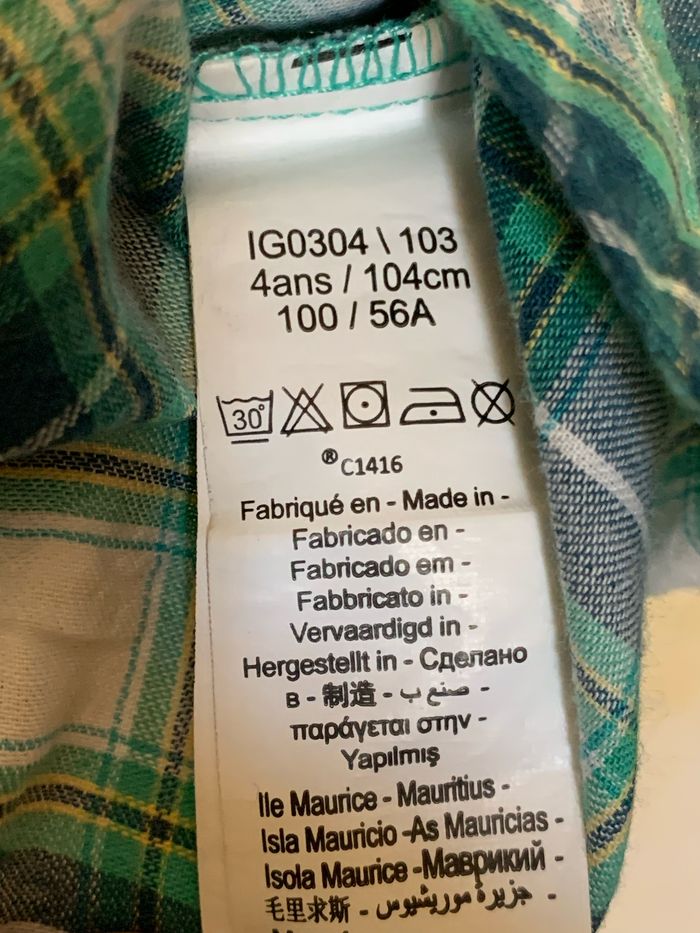 IG0304 \ 103
4ans / 104cm
100 / 56A
30°
® C1416
Fabriqué en - Made in -
Fabricado en -
Fabricado em -
Fabbricato in -
Vervaardigd in -
Hergestellt in - Сделано
в - 制造 - صنع ب -
παράγεται στην -
Yapılmış
Ile Maurice - Mauritius -
Isla Mauricio -As Mauricias -
Isola Maurice -Маврикий -
毛里求斯 - جزيرة موريشيوس -